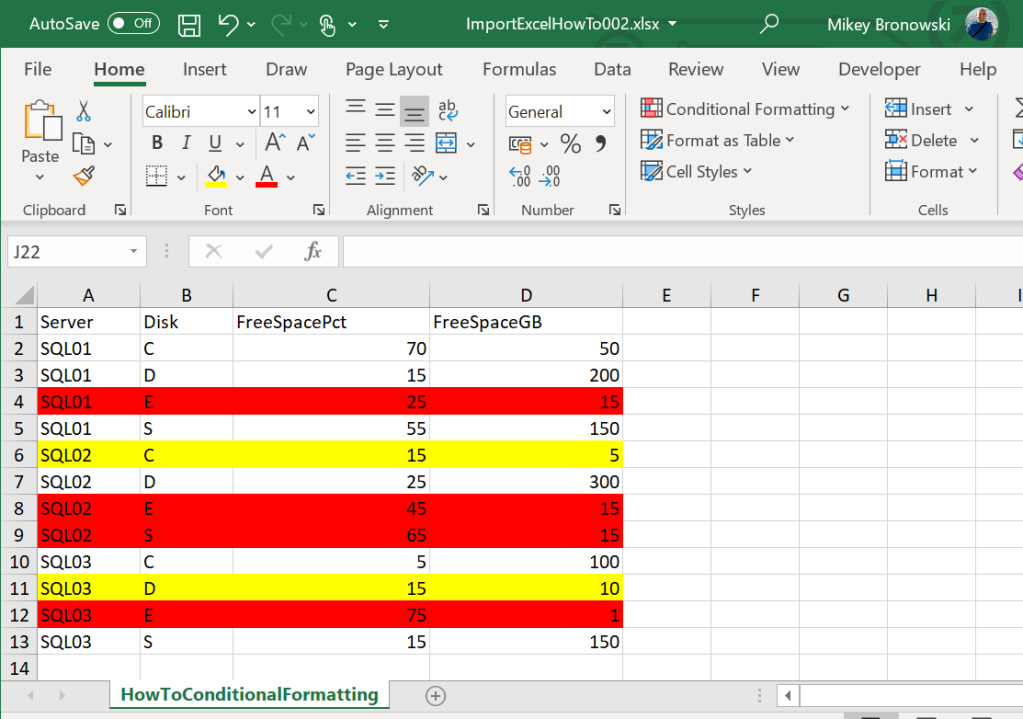 AutoSave Off ImportExcelHowTo002.xlsx Mikey Bronowski
File Home Insert Draw Page Layout Formulas Data Review View Developer Help
Calibri 11 General Conditional Formatting Insert
B I U A A % Format as Table Delete
Paste
A ab Cell Styles Format
Clipboard Font Alignment Number Styles Cells
J22 fx
A B C D E F G H I
1 Server Disk FreeSpacePct FreeSpaceGB
2 SQL01 C 70 50
3 SQL01 D 15 200
4 SQL01 E 25 15
5 SQL01 S 55 150
6 SQL02 C 15 5
7 SQL02 D 25 300
8 SQL02 E 45 15
9 SQL02 S 65 15
10 SQL03 C 5 100
11 SQL03 D 15 10
12 SQL03 E 75 1
13 SQL03 S 15 150
14
HowToConditionalFormatting